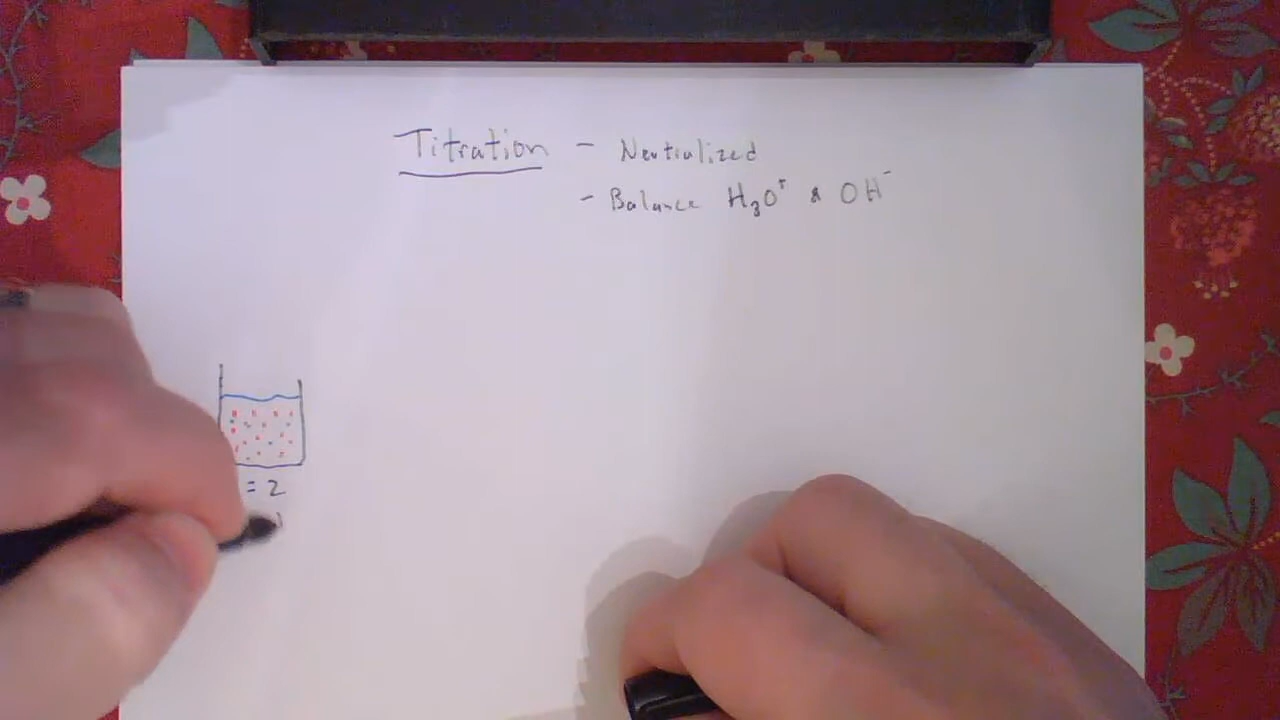 Titration - Neutralized
- Balance H₃O⁺ & OH⁻
= 2